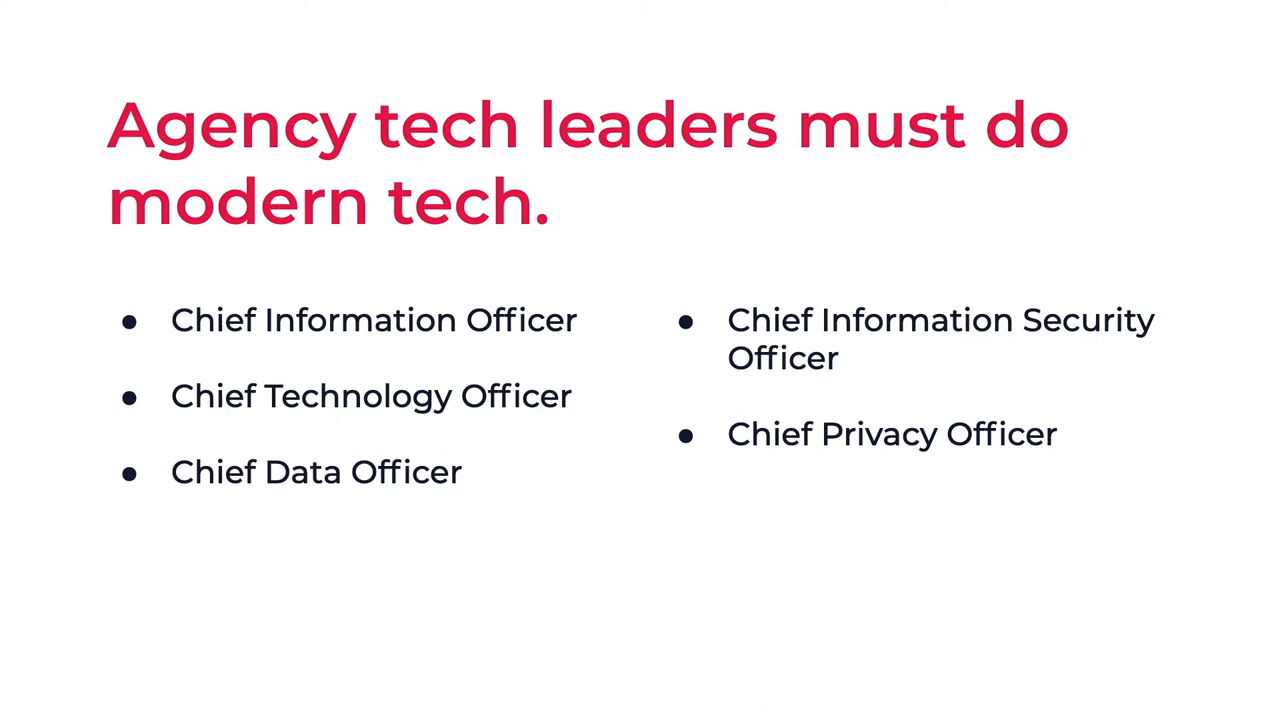 Agency tech leaders must do
modern tech.
● Chief Information Officer
● Chief Technology Officer
● Chief Data Officer
● Chief Information Security
Officer
● Chief Privacy Officer